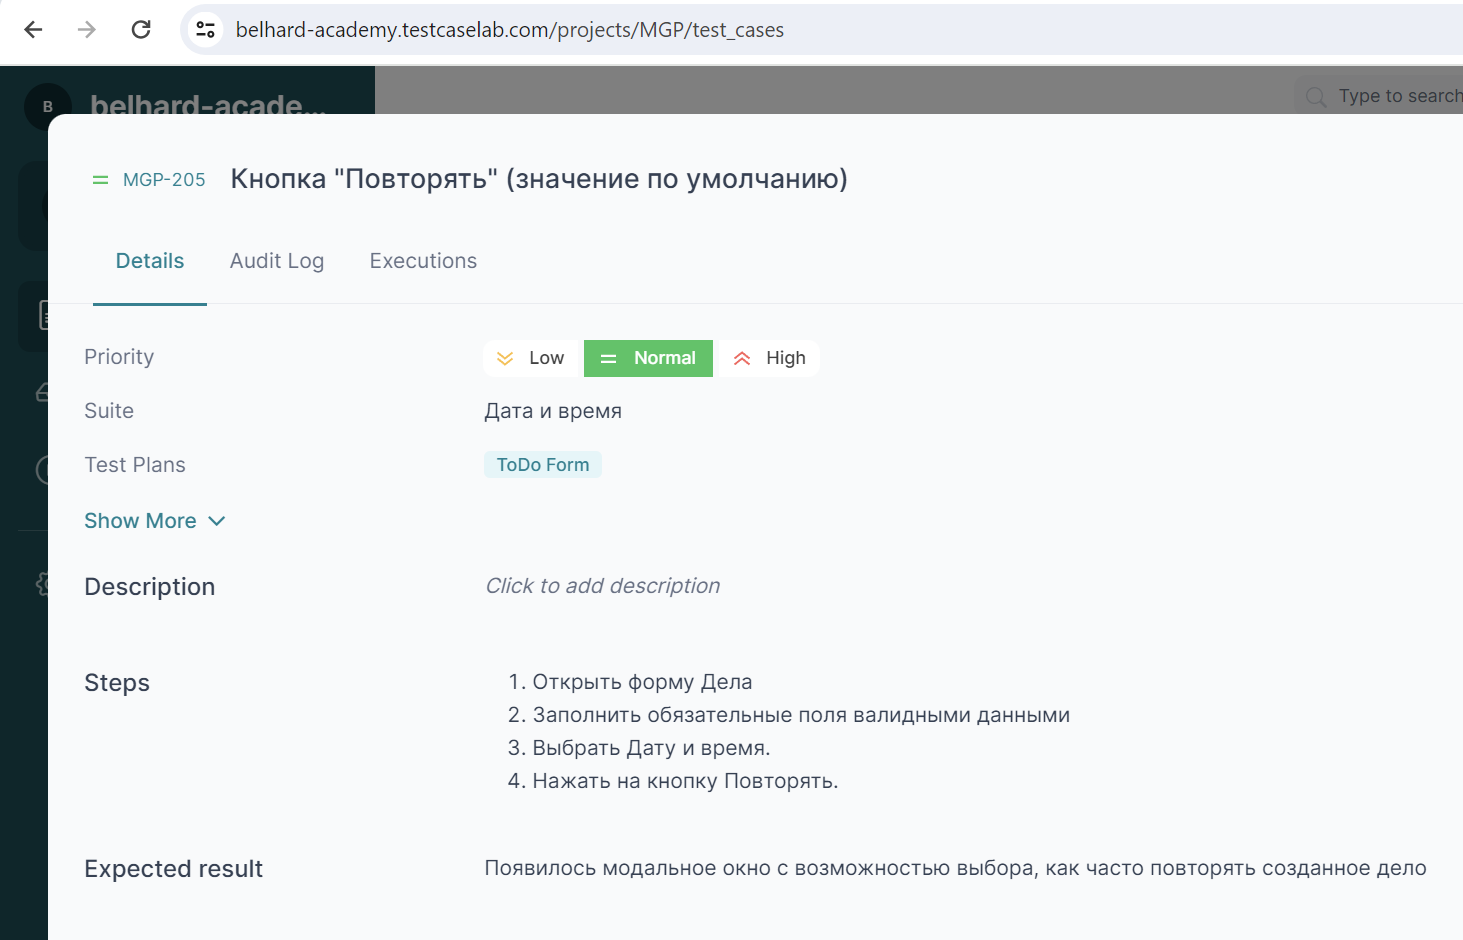 belhard-academy.testcaselab.com/projects/MGP/test_cases
B belhard-acade...
Type to search
MGP-205 Кнопка "Повторять" (значение по умолчанию)
Details Audit Log Executions
Priority Low Normal High
Suite Дата и время
Test Plans ToDo Form
Show More
Description Click to add description
Steps 1. Открыть форму Дела
2. Заполнить обязательные поля валидными данными
3. Выбрать Дату и время.
4. Нажать на кнопку Повторять.
Expected result Появилось модальное окно с возможностью выбора, как часто повторять созданное дело